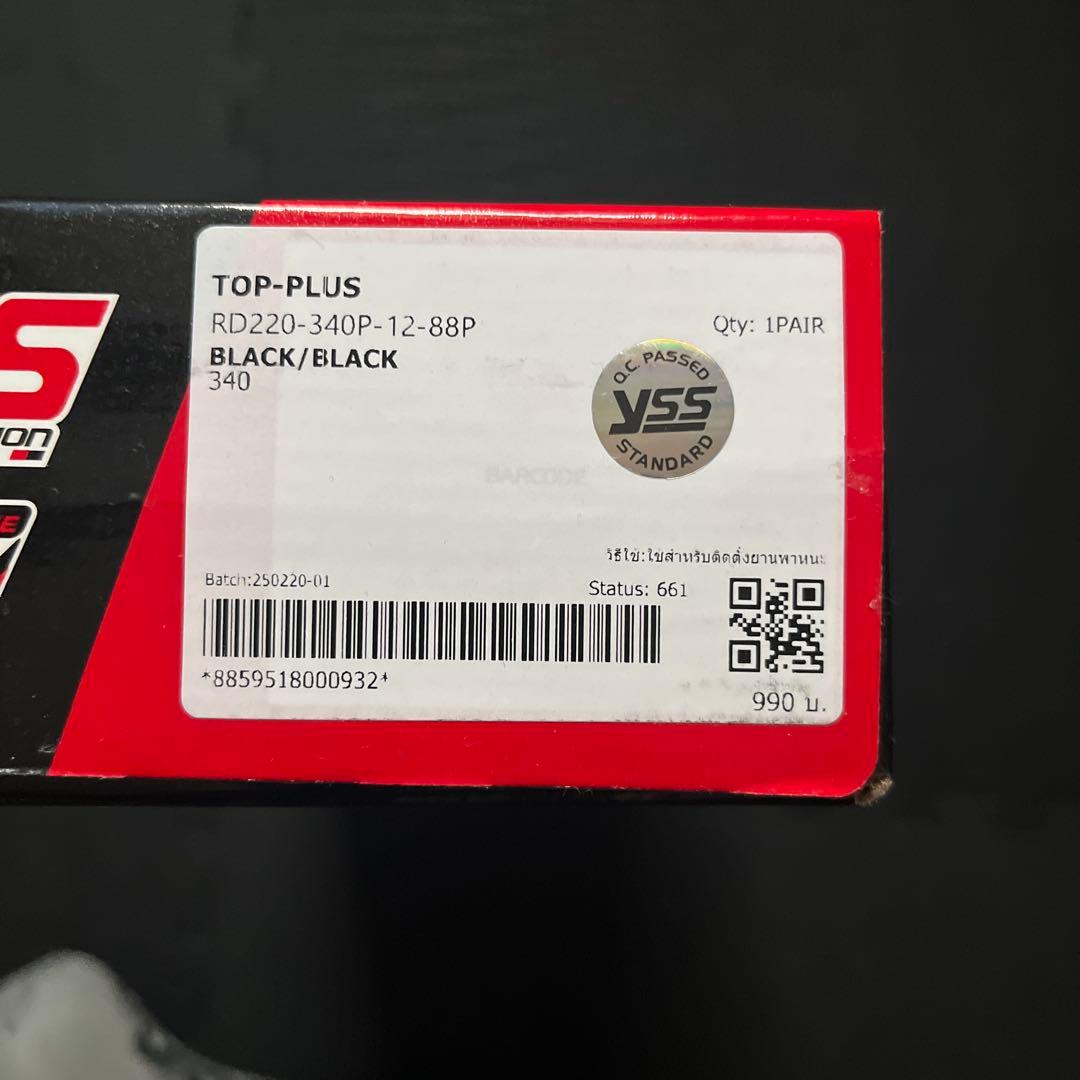 TOP-PLUS
RD220-340P-12-88P
Qty: 1PAIR
BLACK/BLACK
340
Q.C. PASSED
YSS
STANDARD
BARCODE
วิธีใช้:ใช้สำหรับติดตั้งยานพาหนะ
Batch:250220-01
Status: 661
*8859518000932*
990 บ.